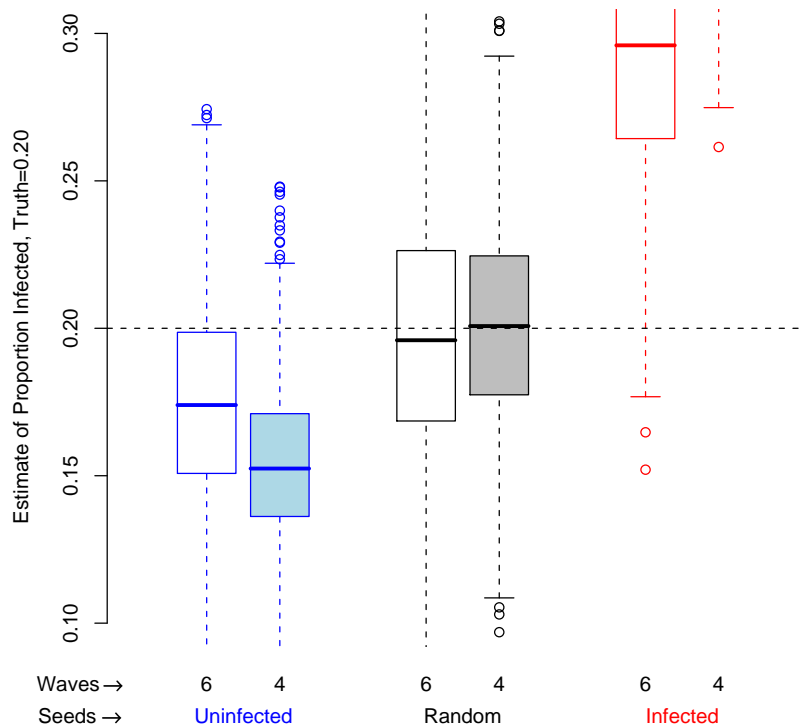 Estimate of Proportion Infected, Truth=0.20
0.30
0.25
0.20
0.15
0.10
Waves → 6 4 6 4 6 4
Seeds → Uninfected Random Infected